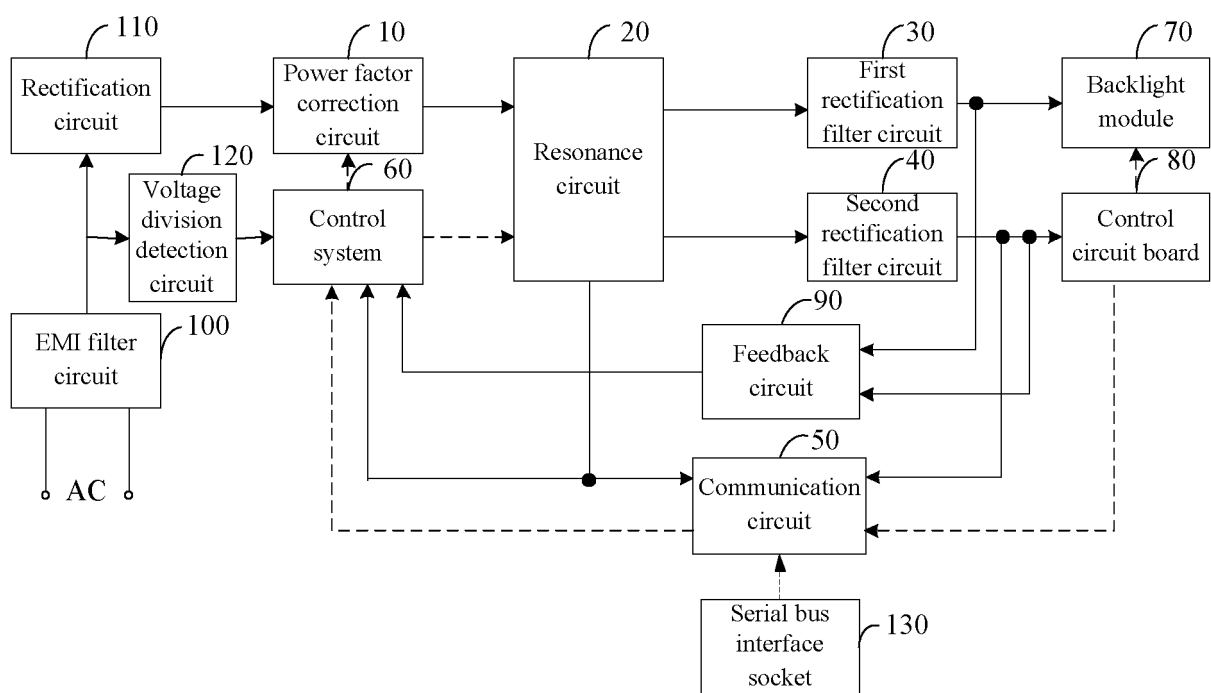 110
10
20
30
70
Rectification
circuit
Power factor
correction
circuit
Resonance
circuit
First
rectification
filter circuit
Backlight
module
120
60
40
80
Voltage
division
detection
circuit
Control
system
Second
rectification
filter circuit
Control
circuit board
100
EMI filter
circuit
90
Feedback
circuit
50
AC
Communication
circuit
Serial bus
interface
socket
130